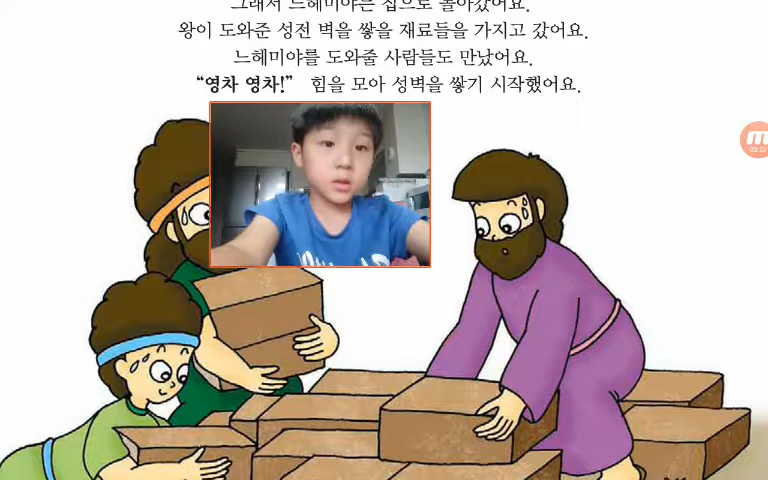 그래서 느헤미야는 집으로 돌아갔어요.
왕이 도와준 성전 벽을 쌓을 재료들을 가지고 갔어요.
느헤미야를 도와줄 사람들도 만났어요.
“영차 영차!” 힘을 모아 성벽을 쌓기 시작했어요.